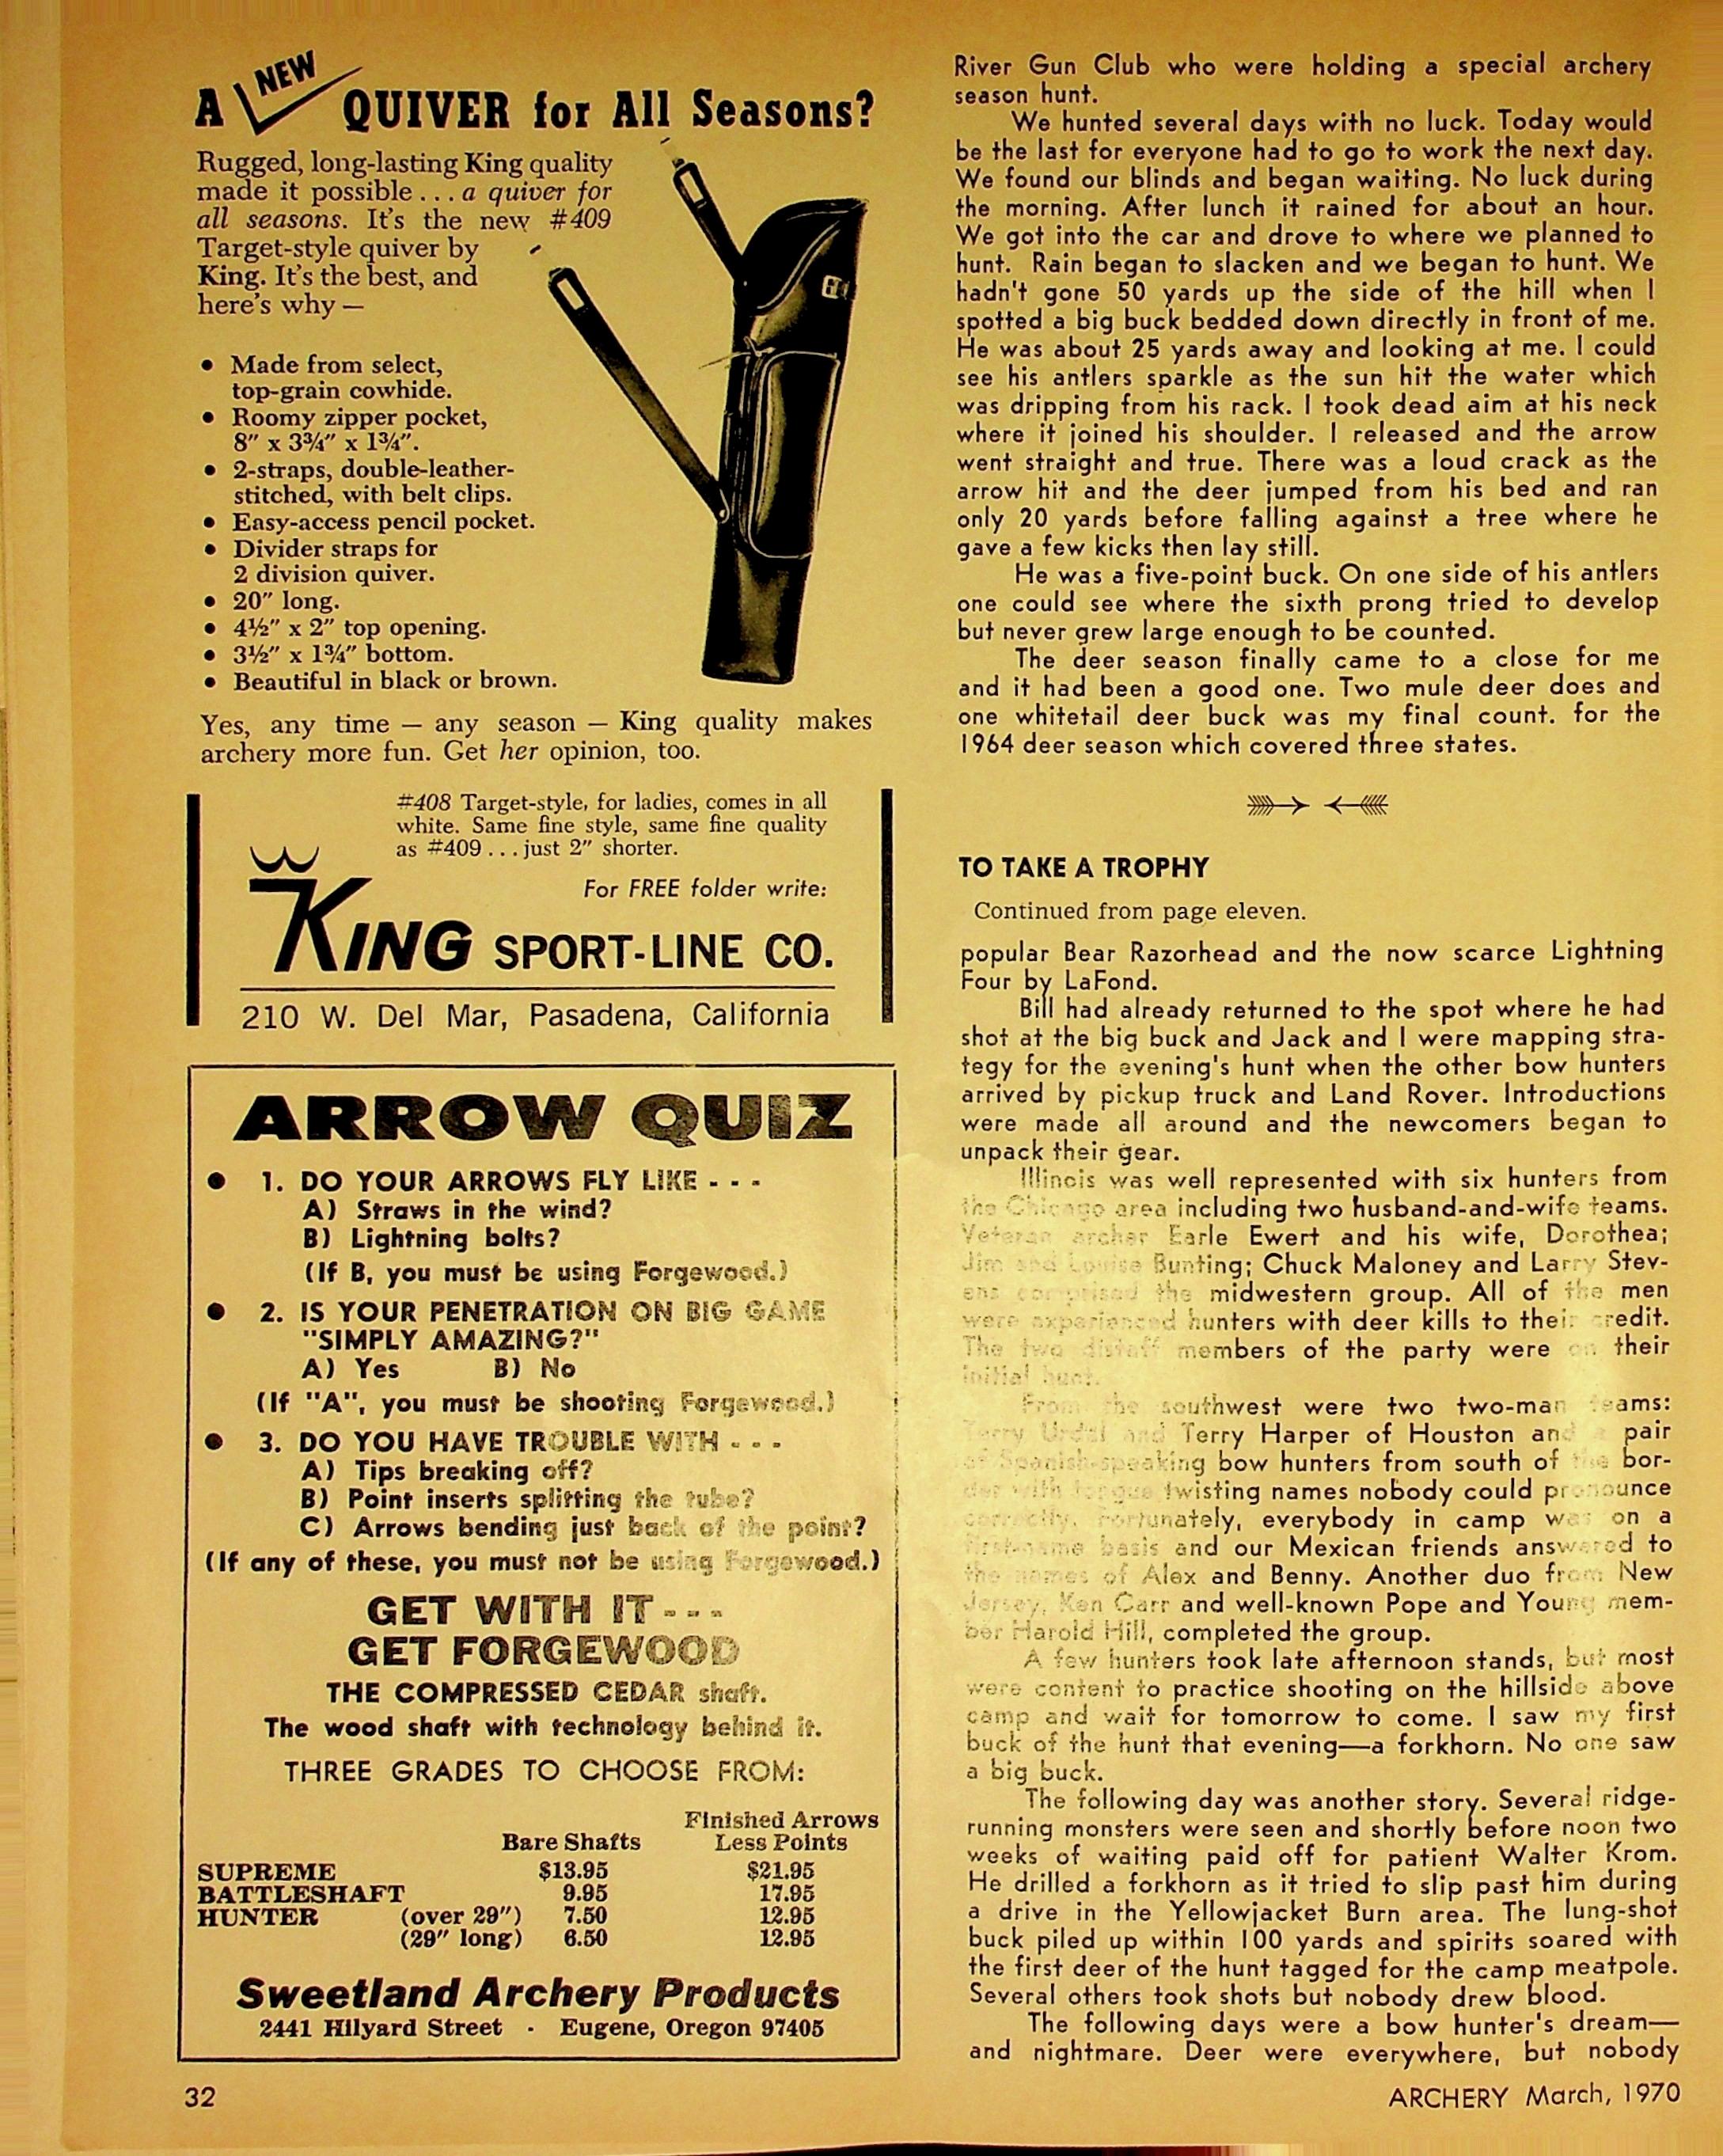 A NEW QUIVER for All Seasons?
Rugged, long-lasting King quality
made it possible . . . a quiver for
all seasons. It's the new #409
Target-style quiver by
King. It's the best, and
here's why —
• Made from select,
top-grain cowhide.
• Roomy zipper pocket,
8″ x 3¾″ x 1¾″.
• 2-straps, double-leather-
stitched, with belt clips.
• Easy-access pencil pocket.
• Divider straps for
2 division quiver.
• 20″ long.
• 4½″ x 2″ top opening.
• 3½″ x 1¾″ bottom.
• Beautiful in black or brown.
Yes, any time — any season — King quality makes
archery more fun. Get her opinion, too.
#408 Target-style, for ladies, comes in all
white. Same fine style, same fine quality
as #409 . . . just 2″ shorter.
For FREE folder write:
KING SPORT-LINE CO.
210 W. Del Mar, Pasadena, California
ARROW QUIZ
• 1. DO YOUR ARROWS FLY LIKE - - -
A) Straws in the wind?
B) Lightning bolts?
(If B, you must be using Forgewood.)
• 2. IS YOUR PENETRATION ON BIG GAME
"SIMPLY AMAZING?"
A) Yes B) No
(If "A", you must be shooting Forgewood.)
• 3. DO YOU HAVE TROUBLE WITH - - -
A) Tips breaking off?
B) Point inserts splitting the tube?
C) Arrows bending just back of the point?
(If any of these, you must not be using Forgewood.)
GET WITH IT - - -
GET FORGEWOOD
THE COMPRESSED CEDAR shaft.
The wood shaft with technology behind it.
THREE GRADES TO CHOOSE FROM:
Finished Arrows
Bare Shafts Less Points
SUPREME $13.95 $21.95
BATTLESHAFT 9.95 17.95
HUNTER (over 29″) 7.50 12.95
(29″ long) 6.50 12.95
Sweetland Archery Products
2441 Hilyard Street · Eugene, Oregon 97405
32
River Gun Club who were holding a special archery
season hunt.
We hunted several days with no luck. Today would
be the last for everyone had to go to work the next day.
We found our blinds and began waiting. No luck during
the morning. After lunch it rained for about an hour.
We got into the car and drove to where we planned to
hunt. Rain began to slacken and we began to hunt. We
hadn't gone 50 yards up the side of the hill when I
spotted a big buck bedded down directly in front of me.
He was about 25 yards away and looking at me. I could
see his antlers sparkle as the sun hit the water which
was dripping from his rack. I took dead aim at his neck
where it joined his shoulder. I released and the arrow
went straight and true. There was a loud crack as the
arrow hit and the deer jumped from his bed and ran
only 20 yards before falling against a tree where he
gave a few kicks then lay still.
He was a five-point buck. On one side of his antlers
one could see where the sixth prong tried to develop
but never grew large enough to be counted.
The deer season finally came to a close for me
and it had been a good one. Two mule deer does and
one whitetail deer buck was my final count. for the
1964 deer season which covered three states.
TO TAKE A TROPHY
Continued from page eleven.
popular Bear Razorhead and the now scarce Lightning
Four by LaFond.
Bill had already returned to the spot where he had
shot at the big buck and Jack and I were mapping stra-
tegy for the evening's hunt when the other bow hunters
arrived by pickup truck and Land Rover. Introductions
were made all around and the newcomers began to
unpack their gear.
Illinois was well represented with six hunters from
the Chicago area including two husband-and-wife teams.
Veteran archer Earle Ewert and his wife, Dorothea;
Jim and Louise Bunting; Chuck Maloney and Larry Stev-
ens comprised the midwestern group. All of the men
were experienced hunters with deer kills to their credit.
The two distaff members of the party were on their
initial hunt.
From the southwest were two two-man teams:
Terry Urdal and Terry Harper of Houston and a pair
of Spanish-speaking bow hunters from south of the bor-
der with tongue twisting names nobody could pronounce
correctly. Fortunately, everybody in camp was on a
first-name basis and our Mexican friends answered to
the names of Alex and Benny. Another duo from New
Jersey, Ken Carr and well-known Pope and Young mem-
ber Harold Hill, completed the group.
A few hunters took late afternoon stands, but most
were content to practice shooting on the hillside above
camp and wait for tomorrow to come. I saw my first
buck of the hunt that evening—a forkhorn. No one saw
a big buck.
The following day was another story. Several ridge-
running monsters were seen and shortly before noon two
weeks of waiting paid off for patient Walter Krom.
He drilled a forkhorn as it tried to slip past him during
a drive in the Yellowjacket Burn area. The lung-shot
buck piled up within 100 yards and spirits soared with
the first deer of the hunt tagged for the camp meatpole.
Several others took shots but nobody drew blood.
The following days were a bow hunter's dream—
and nightmare. Deer were everywhere, but nobody
ARCHERY March, 1970